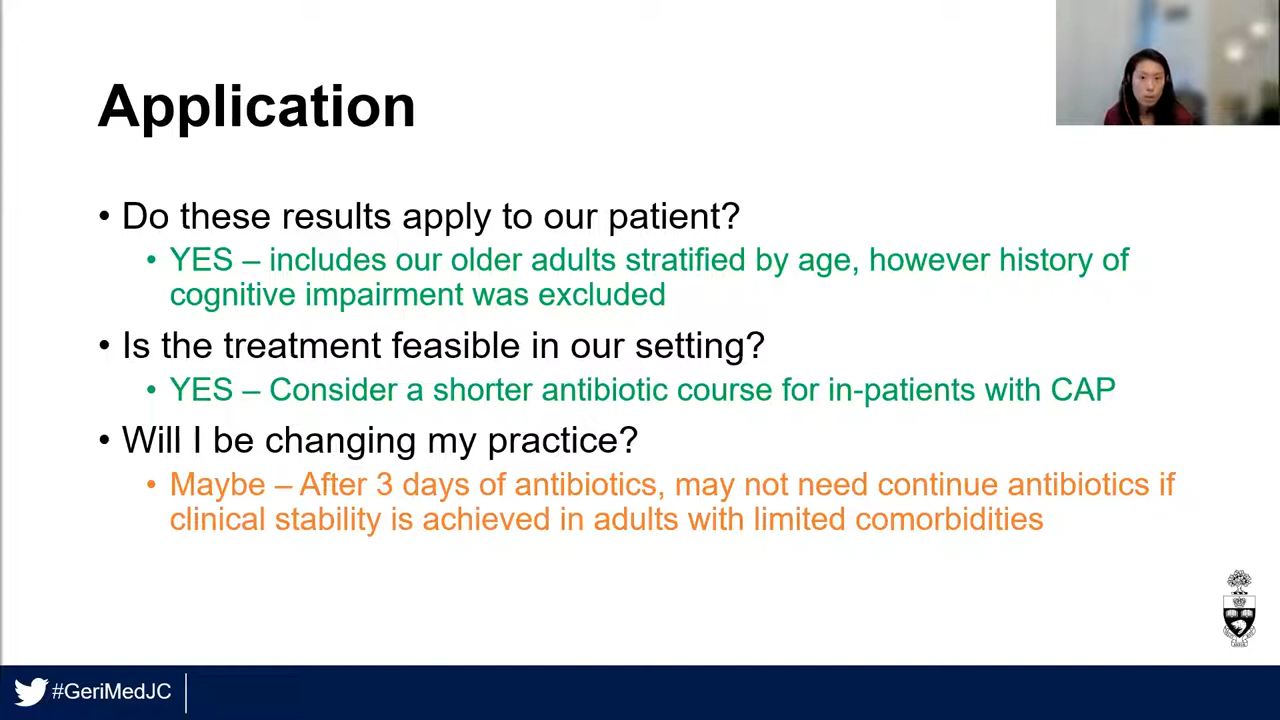 Application
• Do these results apply to our patient?
• YES – includes our older adults stratified by age, however history of
cognitive impairment was excluded
• Is the treatment feasible in our setting?
• YES – Consider a shorter antibiotic course for in-patients with CAP
• Will I be changing my practice?
• Maybe – After 3 days of antibiotics, may not need continue antibiotics if
clinical stability is achieved in adults with limited comorbidities
#GeriMedJC